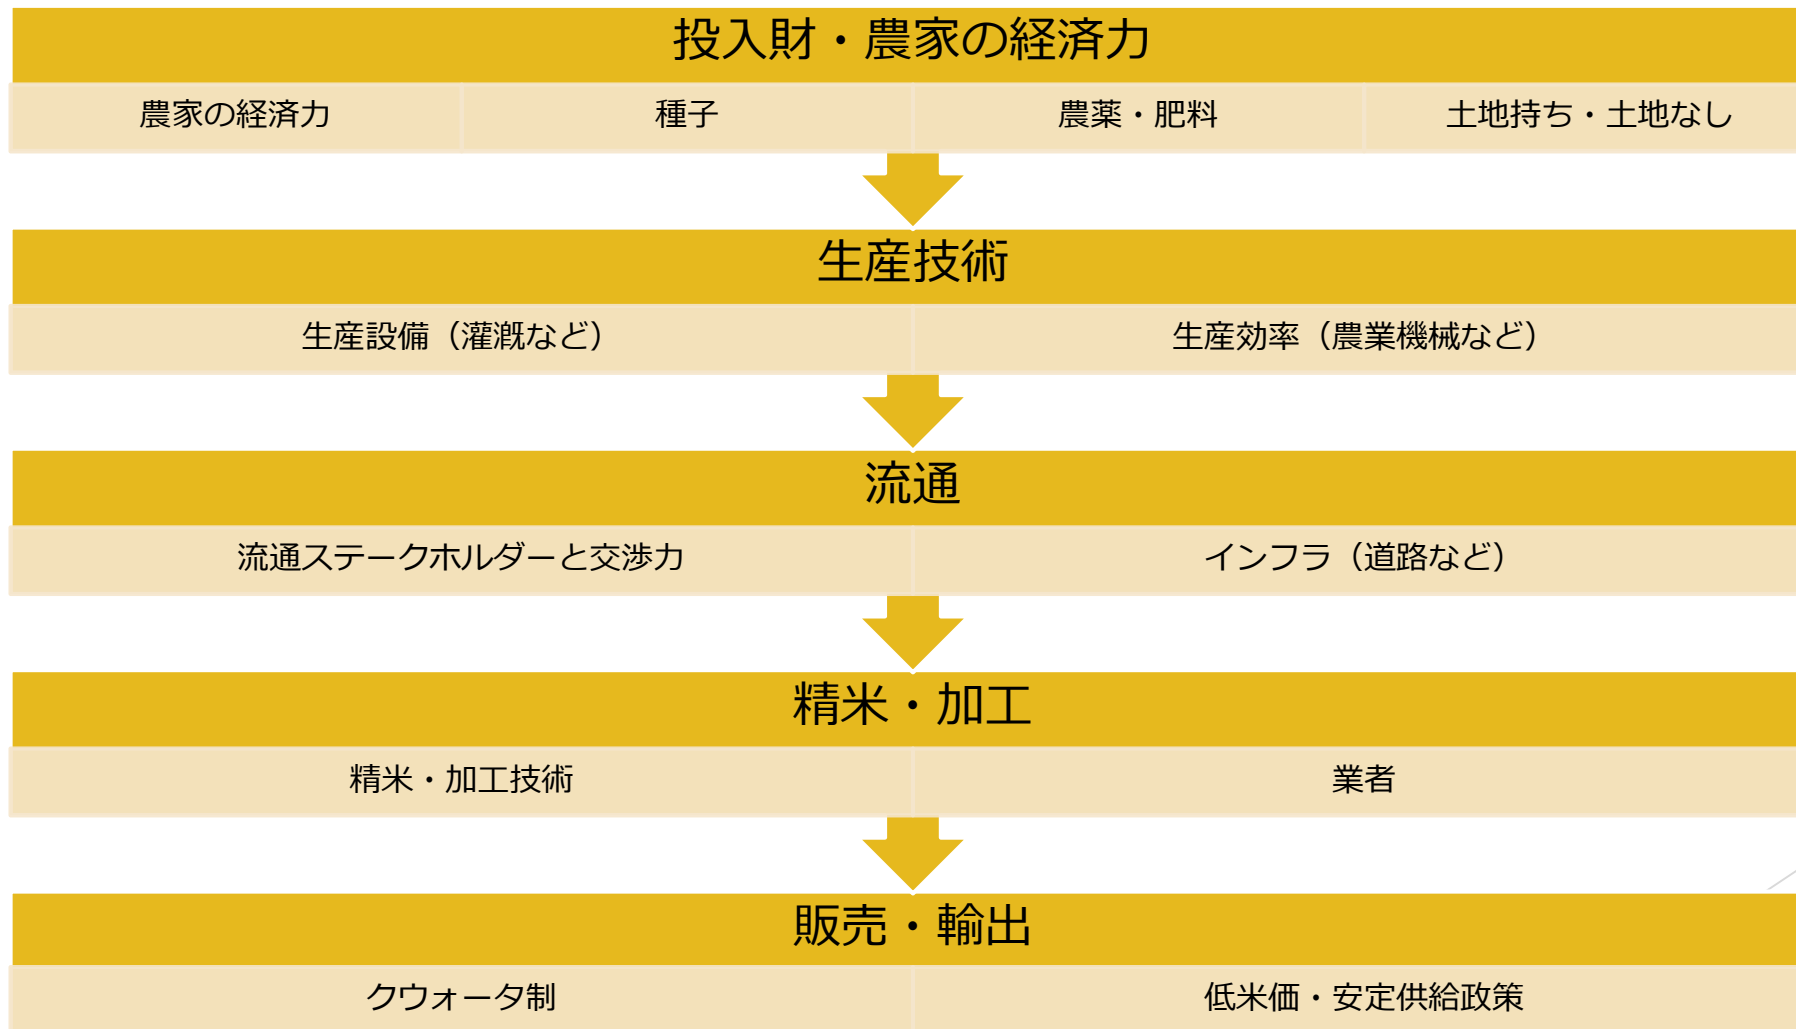 投入財・農家の経済力
農家の経済力
種子
農薬・肥料
土地持ち・土地なし
生産技術
生産設備（灌漑など）
生産効率（農業機械など）
流通
流通ステークホルダーと交渉力
インフラ（道路など）
精米・加工
精米・加工技術
業者
販売・輸出
クウォータ制
低米価・安定供給政策